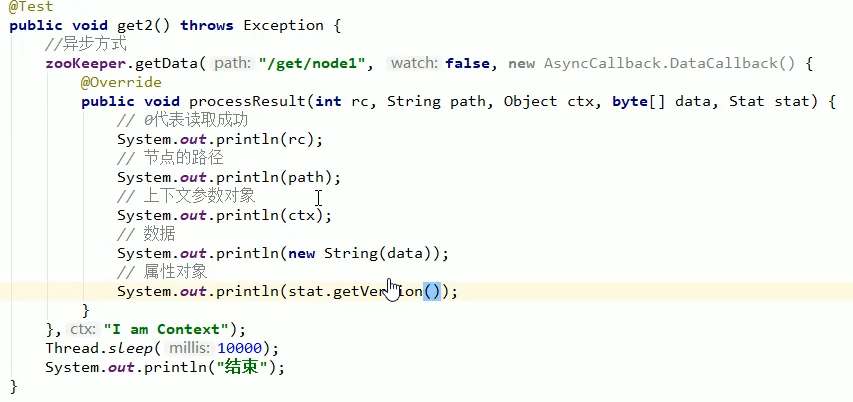 @Test
public void get2() throws Exception {
//异步方式
zooKeeper.getData( path: "/get/node1", watch: false, new AsyncCallback.DataCallback() {
@Override
public void processResult(int rc, String path, Object ctx, byte[] data, Stat stat) {
// 0代表读取成功
System.out.println(rc);
// 节点的路径
System.out.println(path);
// 上下文参数对象
System.out.println(ctx);
// 数据
System.out.println(new String(data));
// 属性对象
System.out.println(stat.getVersion());
}
}, ctx: "I am Context");
Thread.sleep( millis: 10000);
System.out.println("结束");
}